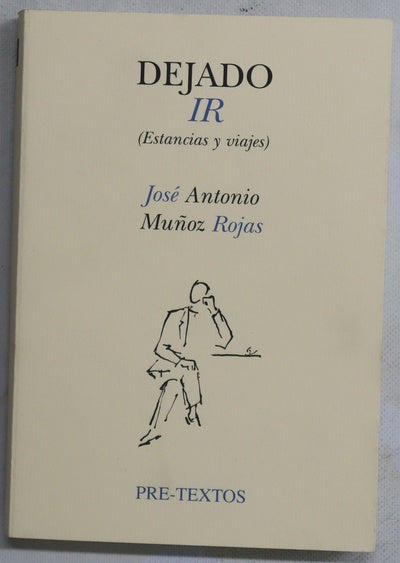 DEJADO
IR
(Estancias y viajes)
José Antonio
Muñoz Rojas
PRE-TEXTOS